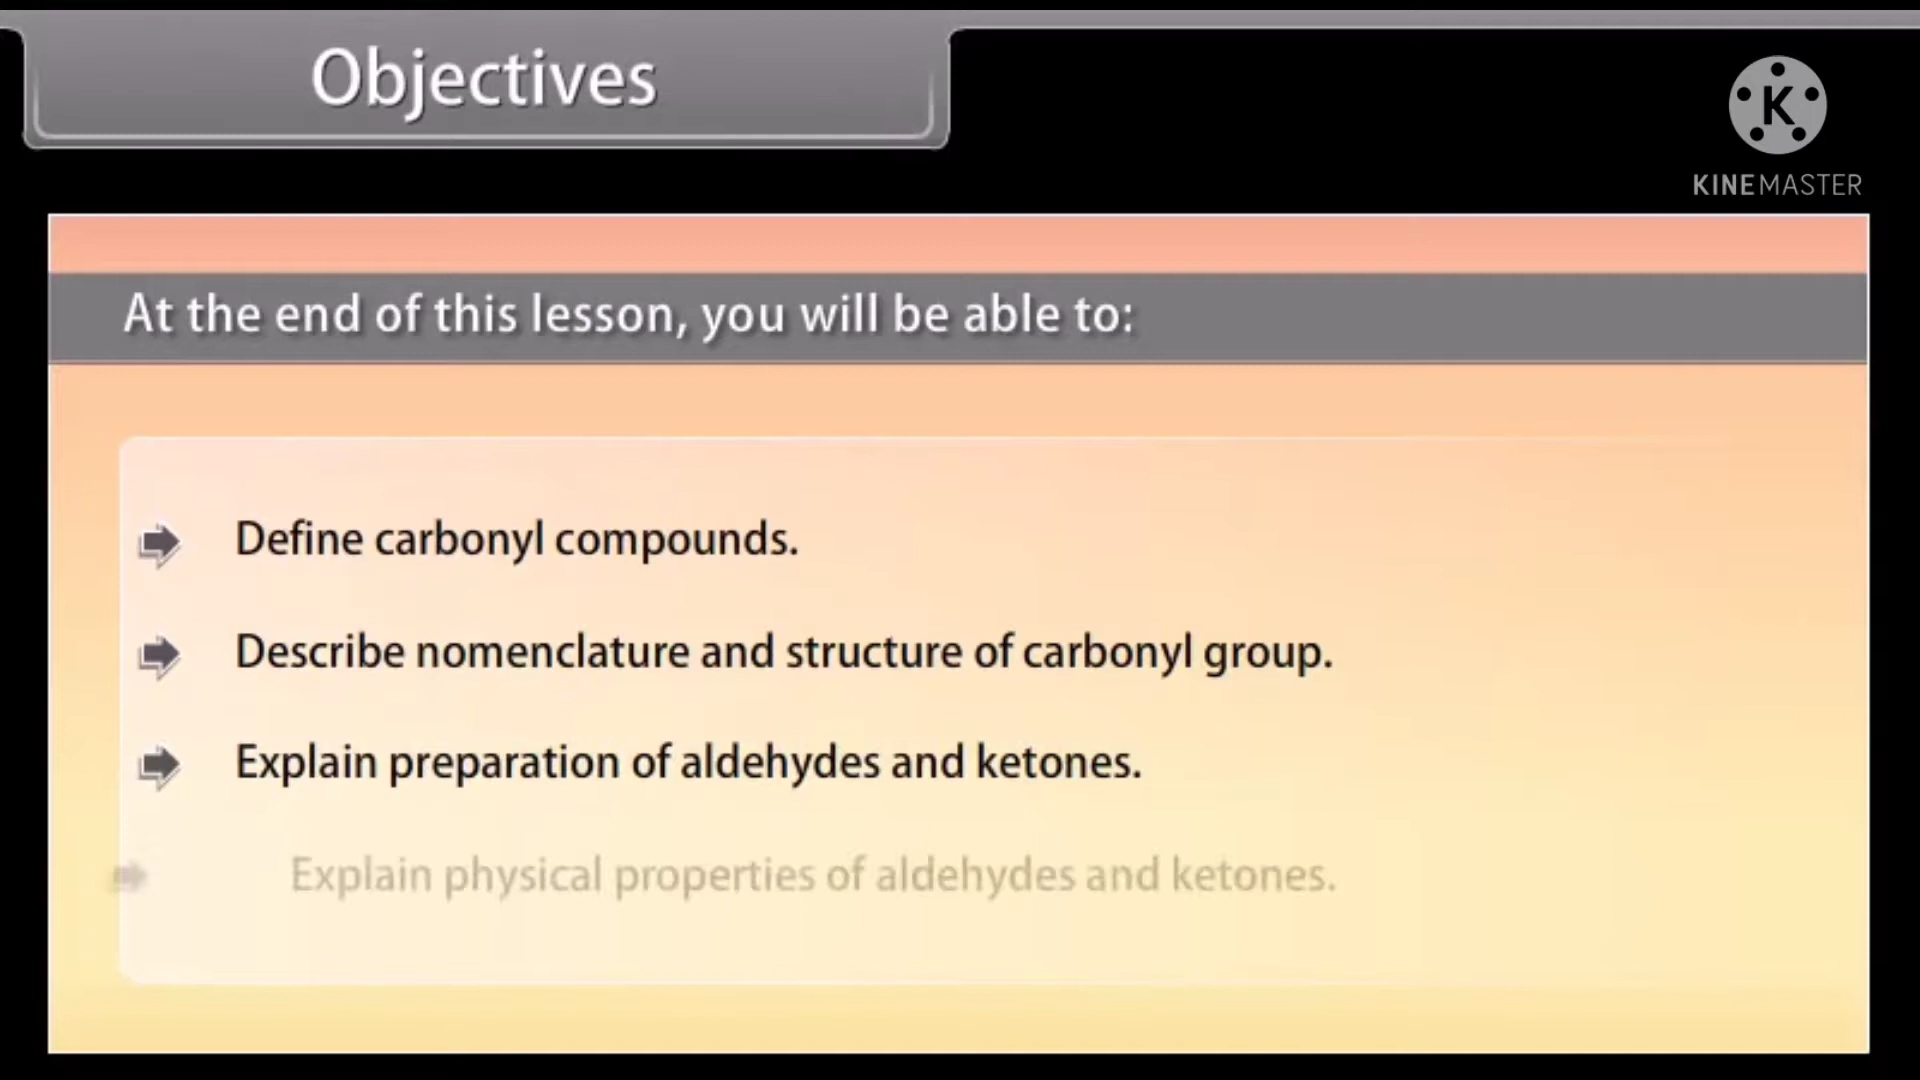 Objectives
K
KINEMASTER
At the end of this lesson, you will be able to:
Define carbonyl compounds.
Describe nomenclature and structure of carbonyl group.
Explain preparation of aldehydes and ketones.
Explain physical properties of aldehydes and ketones.